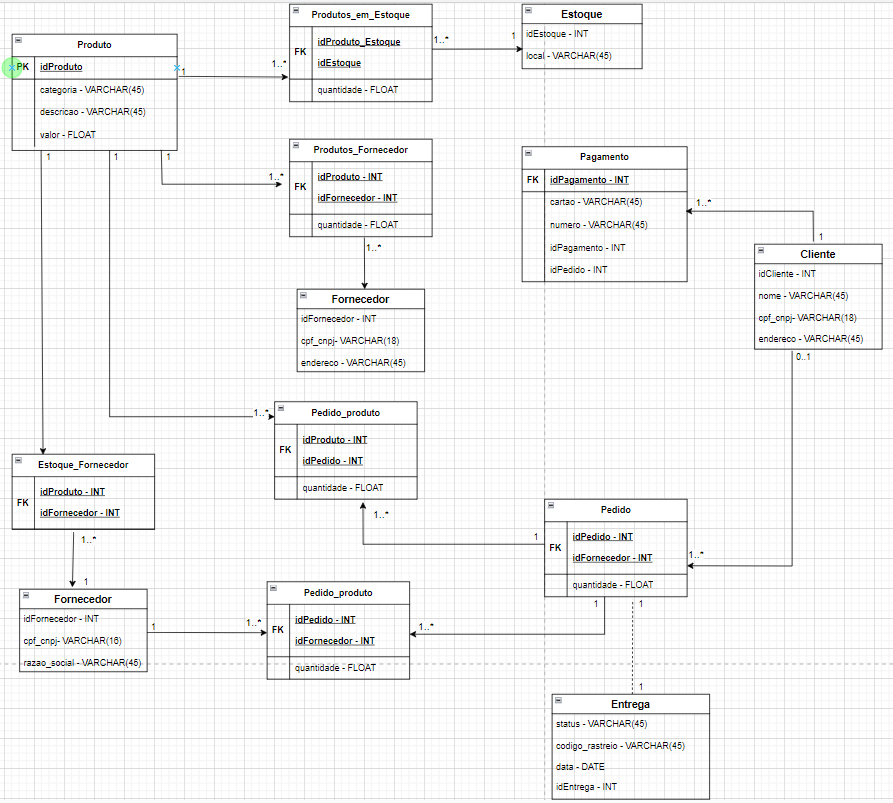 Produto
PK
idProduto
categoria - VARCHAR(45)
descricao - VARCHAR(45)
valor - FLOAT
1
1..*
1
1
1
Produtos_em_Estoque
FK
idProduto_Estoque
idEstoque
quantidade - FLOAT
1..*
1
Estoque
idEstoque - INT
local - VARCHAR(45)
1..*
Produtos_Fornecedor
FK
idProduto - INT
idFornecedor - INT
quantidade - FLOAT
1..*
Fornecedor
idFornecedor - INT
cpf_cnpj- VARCHAR(18)
endereco - VARCHAR(45)
Pagamento
FK
idPagamento - INT
cartao - VARCHAR(45)
numero - VARCHAR(45)
idPagamento - INT
idPedido - INT
1..*
1
Cliente
idCliente - INT
nome - VARCHAR(45)
cpf_cnpj- VARCHAR(18)
endereco - VARCHAR(45)
0..1
1..*
Pedido_produto
FK
idProduto - INT
idPedido - INT
quantidade - FLOAT
1..*
Estoque_Fornecedor
FK
idProduto - INT
idFornecedor - INT
1..*
1
Fornecedor
idFornecedor - INT
cpf_cnpj- VARCHAR(16)
razao_social - VARCHAR(45)
1
1..*
Pedido_produto
FK
idPedido - INT
idFornecedor - INT
quantidade - FLOAT
1..*
1
Pedido
FK
idPedido - INT
idFornecedor - INT
quantidade - FLOAT
1..*
1
1
1
Entrega
status - VARCHAR(45)
codigo_rastreio - VARCHAR(45)
data - DATE
idEntrega - INT